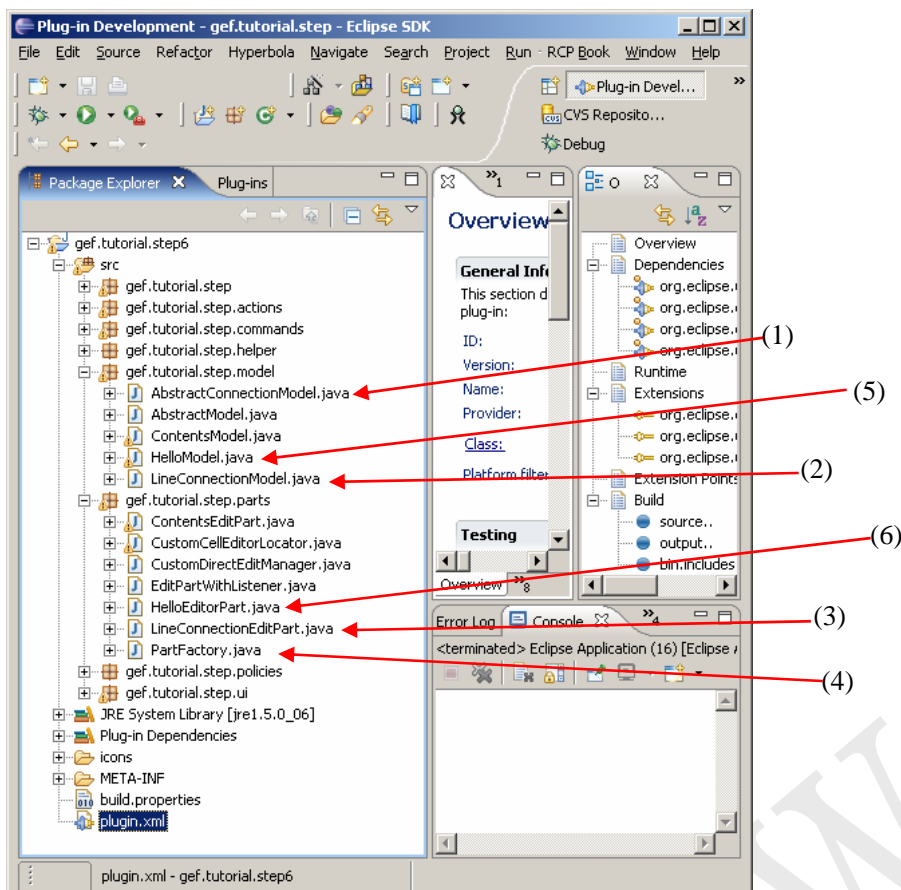 Plug-in Development - gef.tutorial.step - Eclipse SDK
File Edit Source Refactor Hyperbola Navigate Search Project Run RCP Book Window Help
Plug-in Devel... »
CVS Reposito...
Debug
Package Explorer Plug-ins
gef.tutorial.step6
src
gef.tutorial.step
gef.tutorial.step.actions
gef.tutorial.step.commands
gef.tutorial.step.helper
gef.tutorial.step.model
AbstractConnectionModel.java
AbstractModel.java
ContentsModel.java
HelloModel.java
LineConnectionModel.java
gef.tutorial.step.parts
ContentsEditPart.java
CustomCellEditorLocator.java
CustomDirectEditManager.java
EditPartWithListener.java
HelloEditorPart.java
LineConnectionEditPart.java
PartFactory.java
gef.tutorial.step.policies
gef.tutorial.step.ui
JRE System Library [jre1.5.0_06]
Plug-in Dependencies
icons
META-INF
build.properties
plugin.xml
»1
Overview
General Info
This section d
plug-in:
ID:
Version:
Name:
Provider:
Class:
Platform filter
Testing
Overview »8
O
Overview
Dependencies
org.eclipse.
org.eclipse.
org.eclipse.
org.eclipse.
Runtime
Extensions
org.eclipse.
org.eclipse.
org.eclipse.
Extension Points
Build
source..
output..
bin.includes
Error Log Console »4
<terminated> Eclipse Application (16) [Eclipse
(1)
(5)
(2)
(6)
(3)
(4)
plugin.xml - gef.tutorial.step6